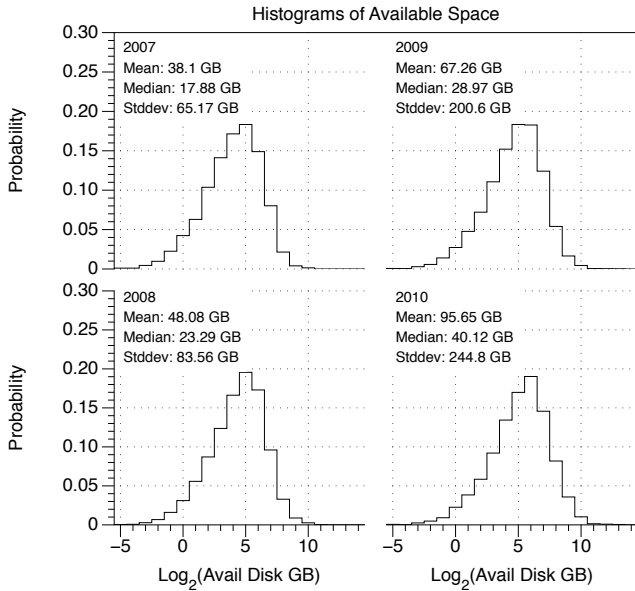 Histograms of Available Space
0.30
0.25
0.20
0.15
0.10
0.05
0
Probability
2007
Mean: 38.1 GB
Median: 17.88 GB
Stddev: 65.17 GB
2009
Mean: 67.26 GB
Median: 28.97 GB
Stddev: 200.6 GB
0.30
0.25
0.20
0.15
0.10
0.05
0
Probability
2008
Mean: 48.08 GB
Median: 23.29 GB
Stddev: 83.56 GB
2010
Mean: 95.65 GB
Median: 40.12 GB
Stddev: 244.8 GB
−5 0 5 10
−5 0 5 10
Log2(Avail Disk GB)
Log2(Avail Disk GB)